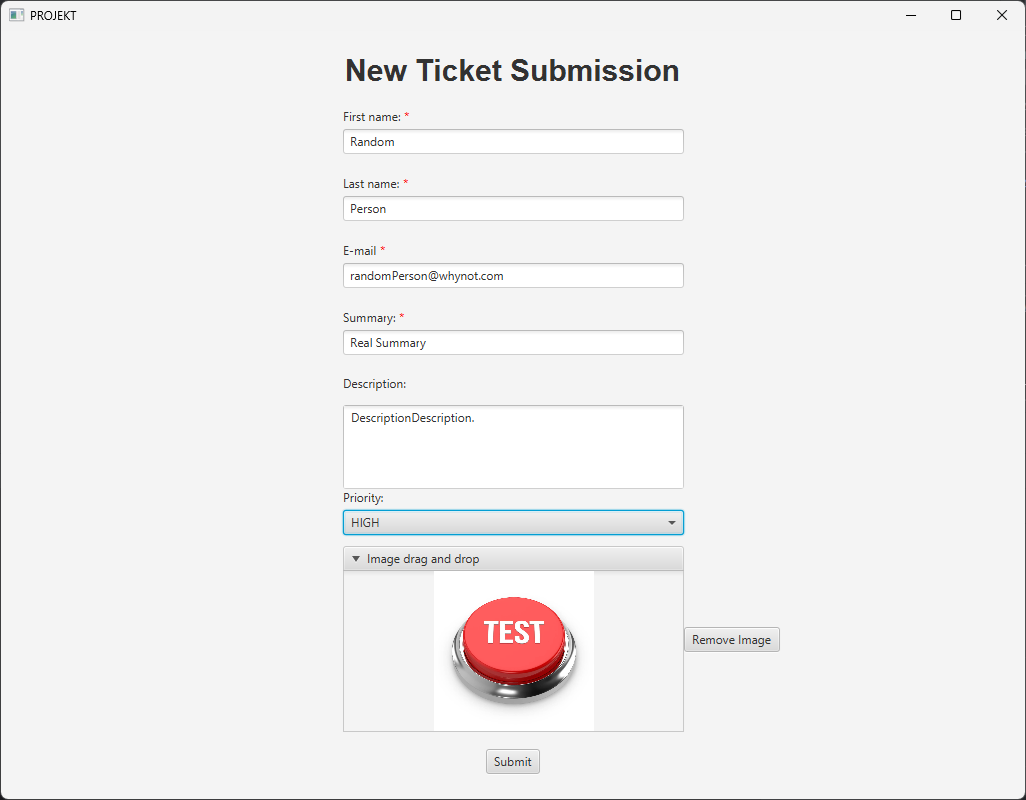 PROJEKT
New Ticket Submission
First name: *
Random
Last name: *
Person
E-mail *
randomPerson@whynot.com
Summary: *
Real Summary
Description:
DescriptionDescription.
Priority:
HIGH
Image drag and drop
TEST
Remove Image
Submit